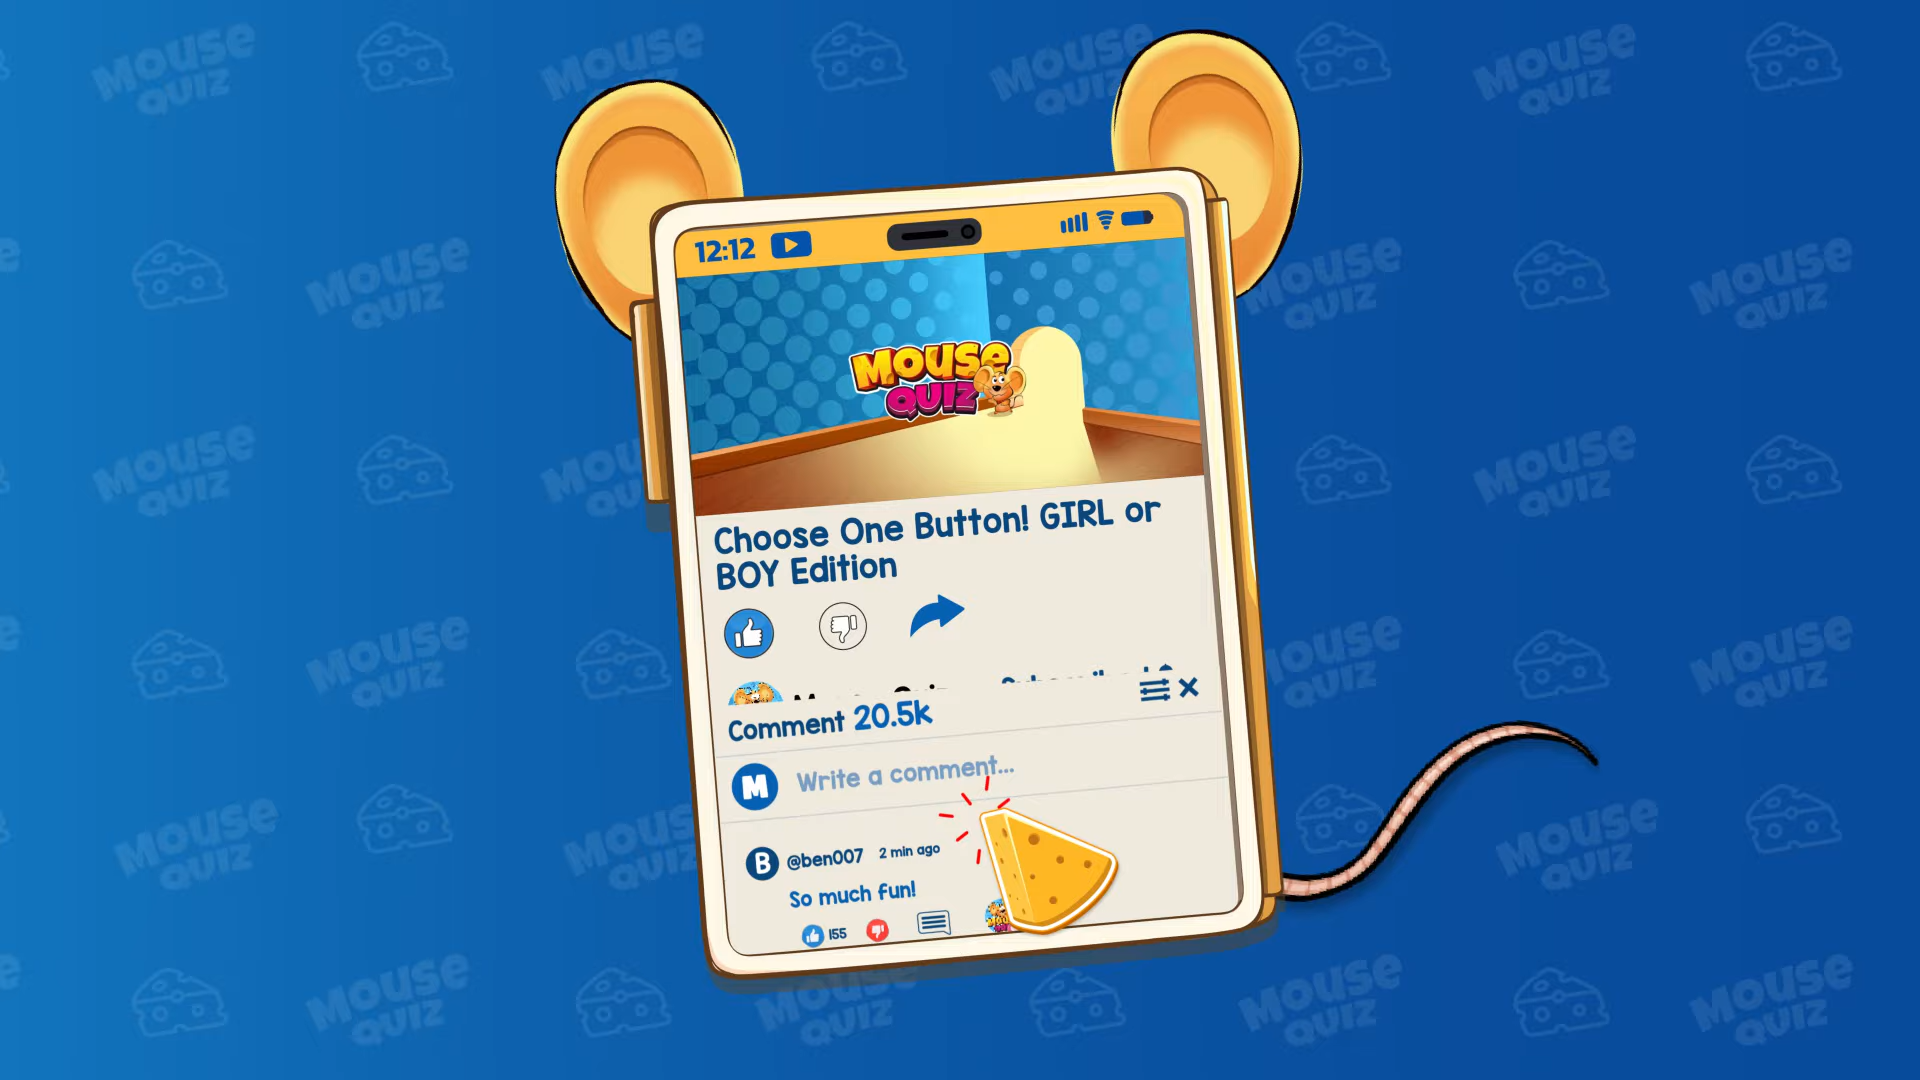 12:12
MOUSE
QUIZ
Choose One Button! GIRL or
BOY Edition
Comment 20.5k
M Write a comment...
B @ben007 2 min ago
So much fun!
155